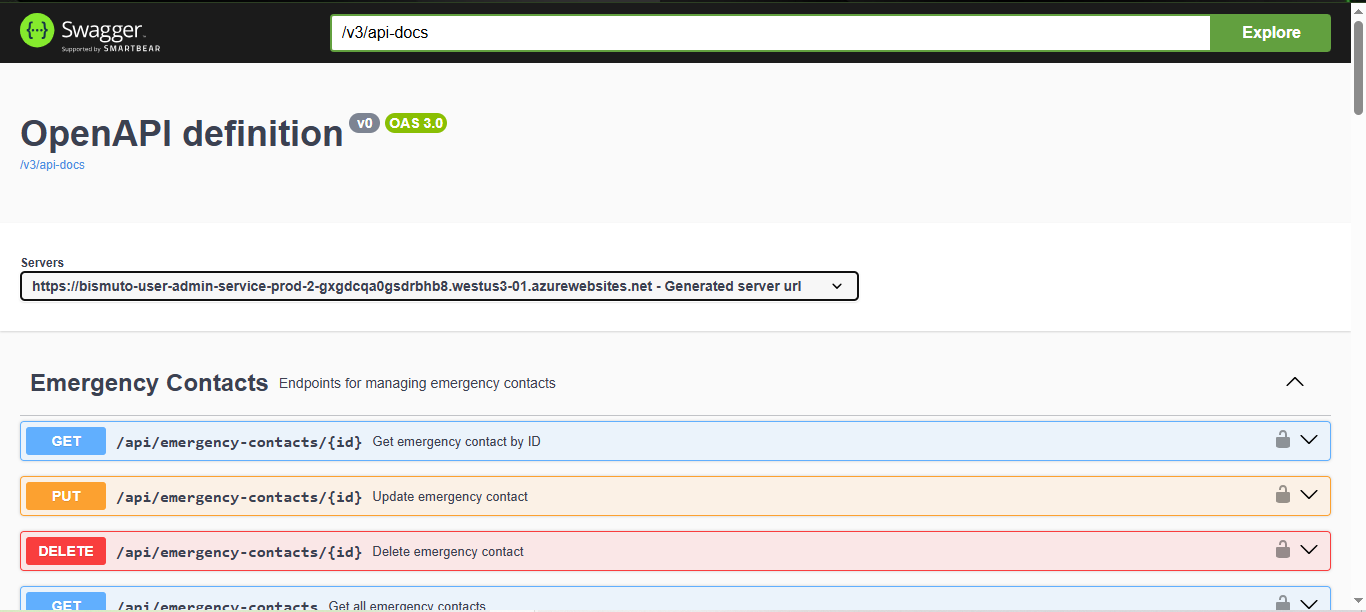 Swagger.
Supported by SMARTBEAR
/v3/api-docs
Explore
OpenAPI definition v0 OAS 3.0
/v3/api-docs
Servers
https://bismuto-user-admin-service-prod-2-gxgdcqa0gsdrbhb8.westus3-01.azurewebsites.net - Generated server url
Emergency Contacts Endpoints for managing emergency contacts
GET /api/emergency-contacts/{id} Get emergency contact by ID
PUT /api/emergency-contacts/{id} Update emergency contact
DELETE /api/emergency-contacts/{id} Delete emergency contact
GET /api/emergency-contacts Get all emergency contacts